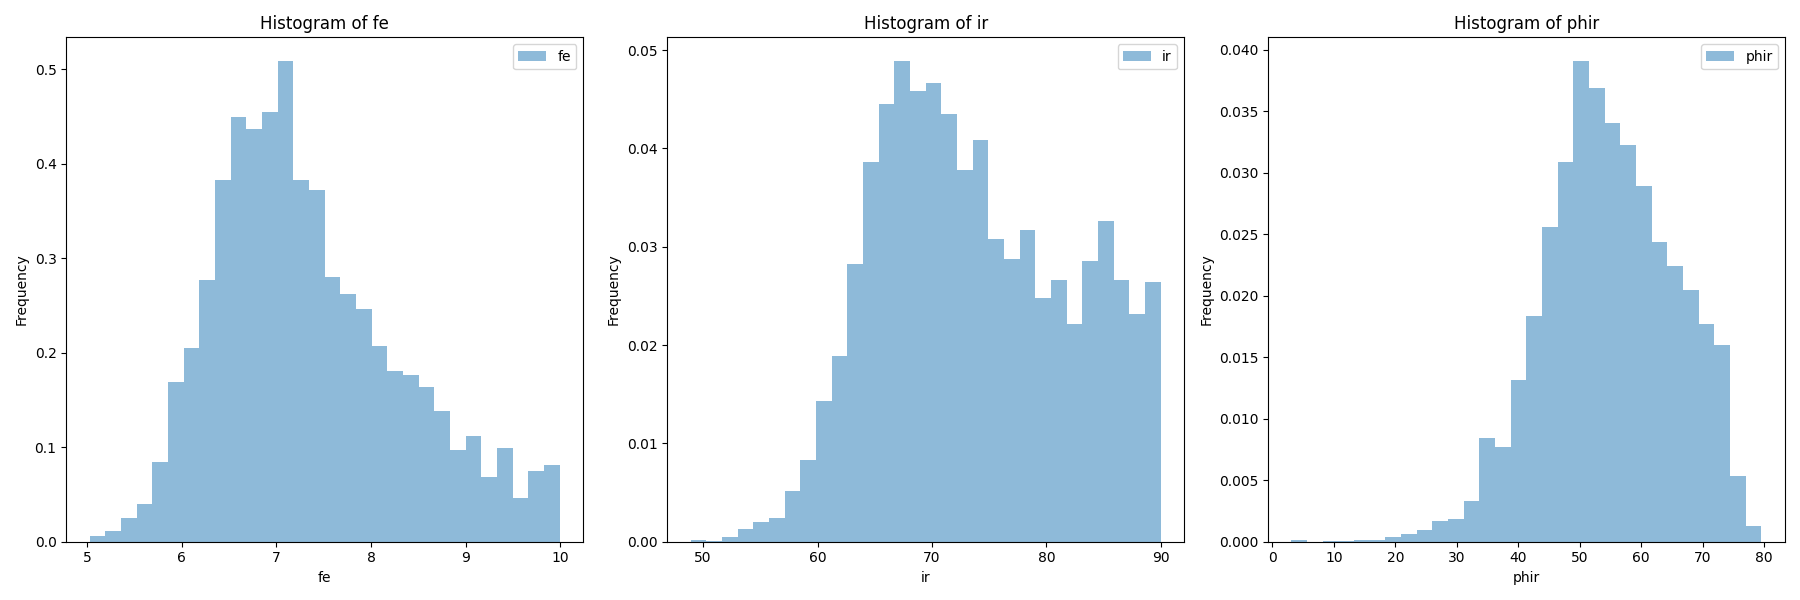 Histogram of fe
fe
0.5
0.4
0.3
0.2
0.1
0.0
Frequency
5 6 7 8 9 10
fe
Histogram of ir
ir
0.05
0.04
0.03
0.02
0.01
0.00
Frequency
50 60 70 80 90
ir
Histogram of phir
phir
0.040
0.035
0.030
0.025
0.020
0.015
0.010
0.005
0.000
Frequency
0 10 20 30 40 50 60 70 80
phir